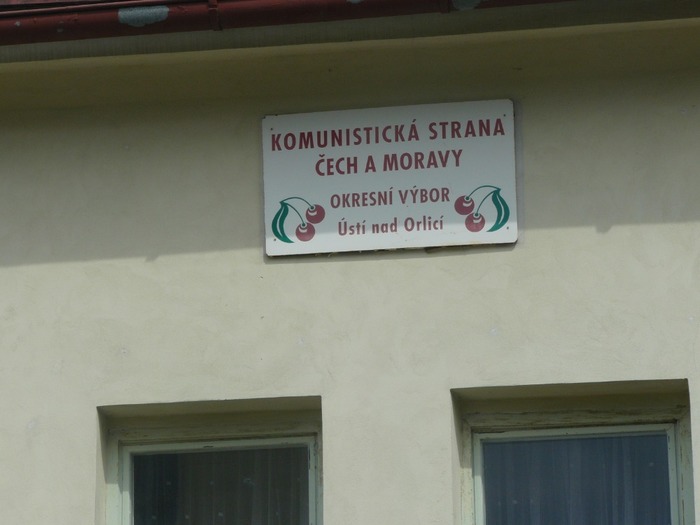 KOMUNISTICKÁ STRANA
ČECH A MORAVY
OKRESNÍ VÝBOR
Ústí nad Orlicí